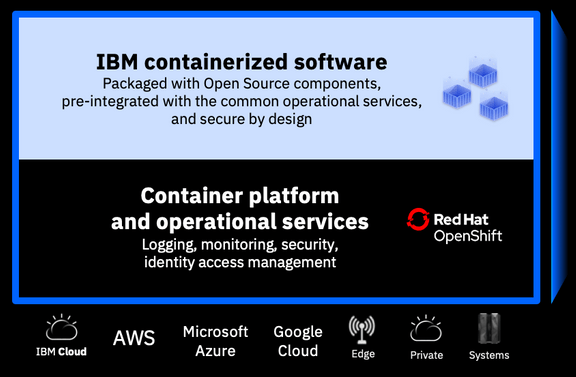 IBM containerized software
Packaged with Open Source components,
pre-integrated with the common operational services,
and secure by design
Container platform
and operational services
Logging, monitoring, security,
identity access management
Red Hat
OpenShift
IBM Cloud
AWS
Microsoft
Azure
Google
Cloud
Edge
Private
Systems